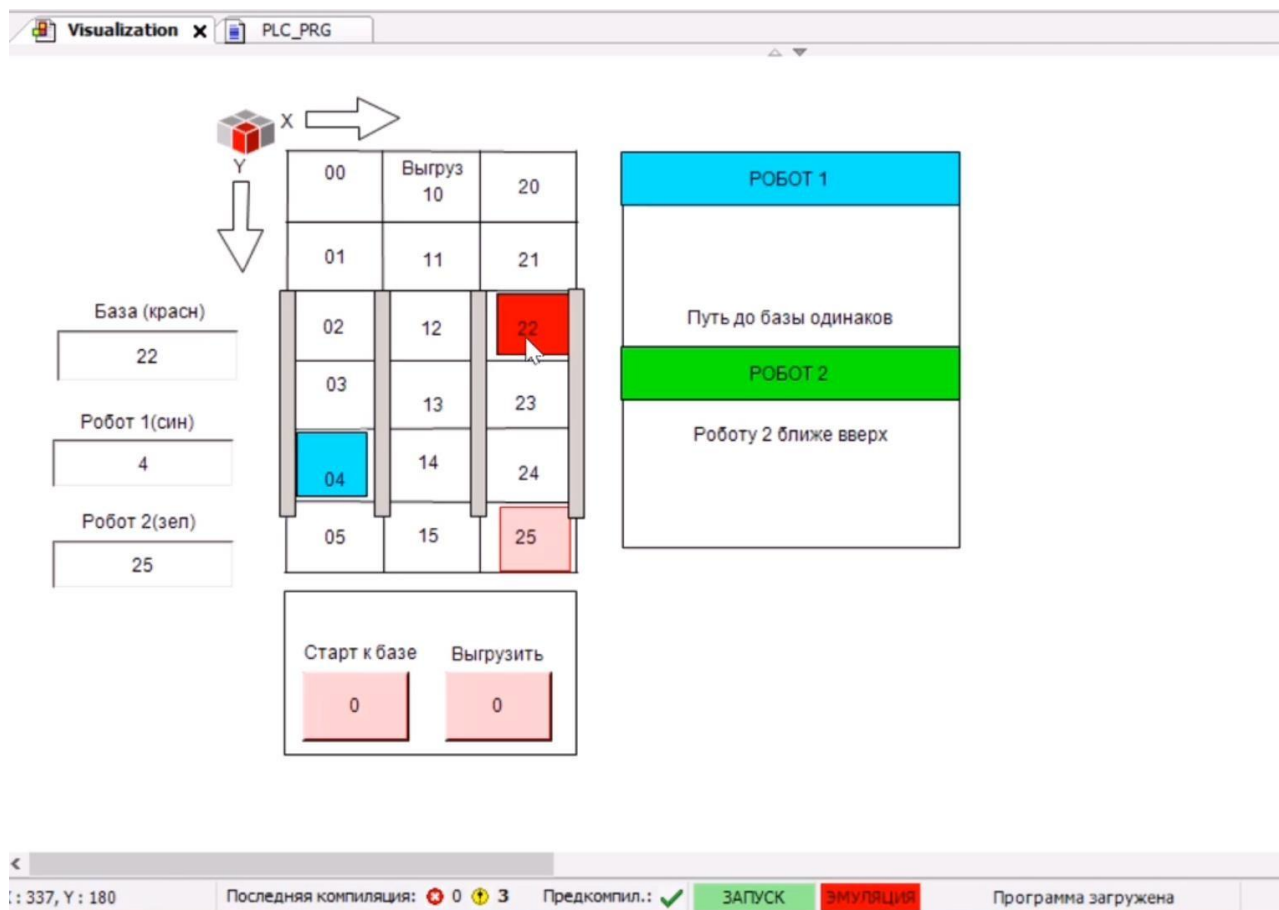 Visualization
PLC_PRG
X
Y
00
Выгруз
10
20
РОБОТ 1
01
11
21
База (красн)
22
02
12
22
Путь до базы одинаков
03
13
23
РОБОТ 2
Робот 1(син)
4
04
14
24
Роботу 2 ближе вверх
Робот 2(зел)
25
05
15
25
Старт к базе
Выгрузить
0
0
: 337, Y : 180
Последняя компиляция: 0 3
Предкомпил.:
ЗАПУСК
ЭМУЛЯЦИЯ
Программа загружена